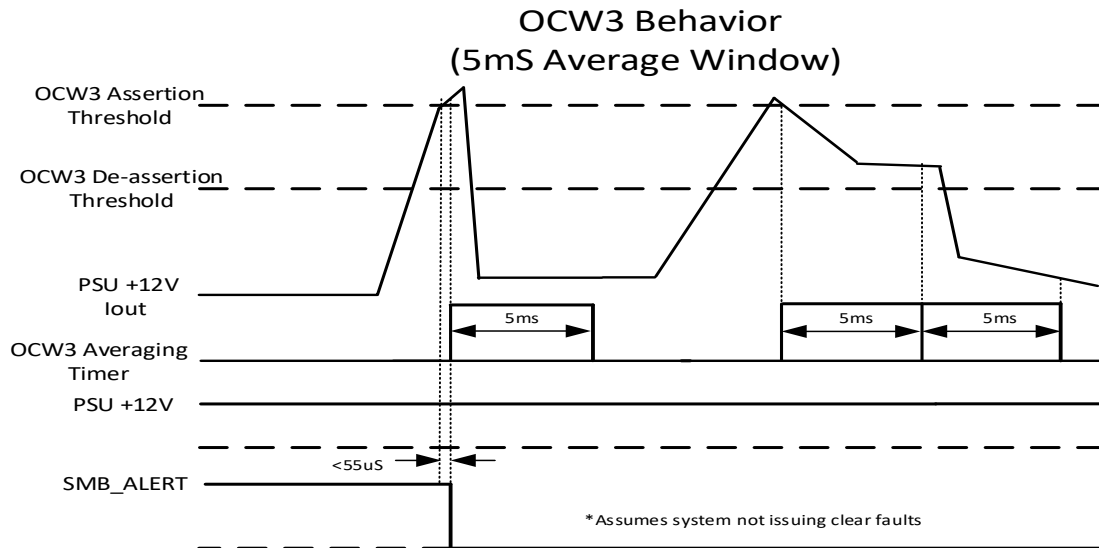 OCW3 Behavior
(5mS Average Window)
OCW3 Assertion
Threshold
OCW3 De-assertion
Threshold
PSU +12V
Iout
5ms
5ms
5ms
OCW3 Averaging
Timer
PSU +12V
<55uS
SMB_ALERT
*Assumes system not issuing clear faults